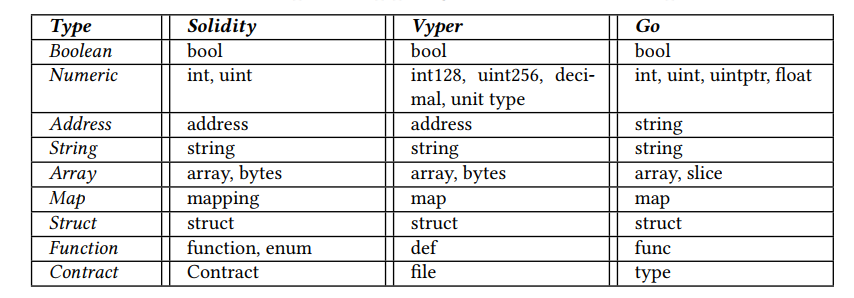 Type Solidity Vyper Go
Boolean bool bool bool
Numeric int, uint int128, uint256, deci- int, uint, uintptr, float
mal, unit type
Address address address string
String string string string
Array array, bytes array, bytes array, slice
Map mapping map map
Struct struct struct struct
Function function, enum def func
Contract Contract file type